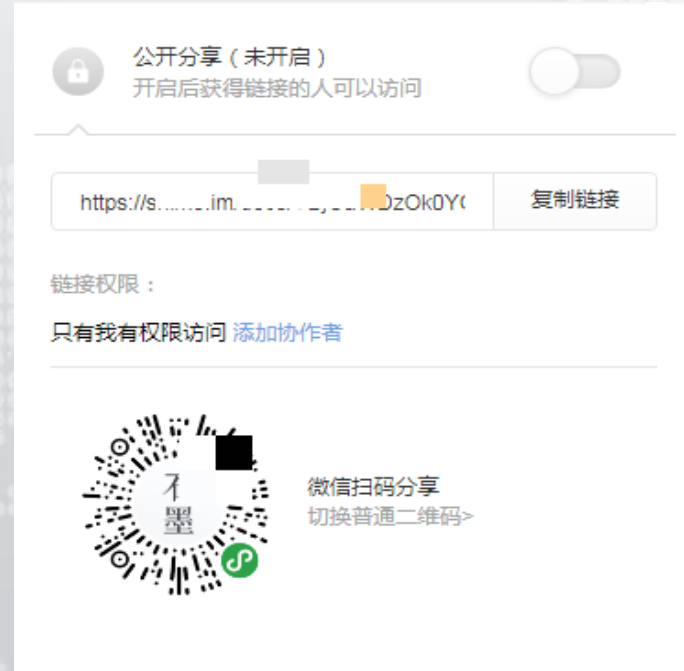 公开分享（未开启）
开启后获得链接的人可以访问
https://s
复制链接
链接权限：
只有我有权限访问 添加协作者
墨
微信扫码分享
切换普通二维码>